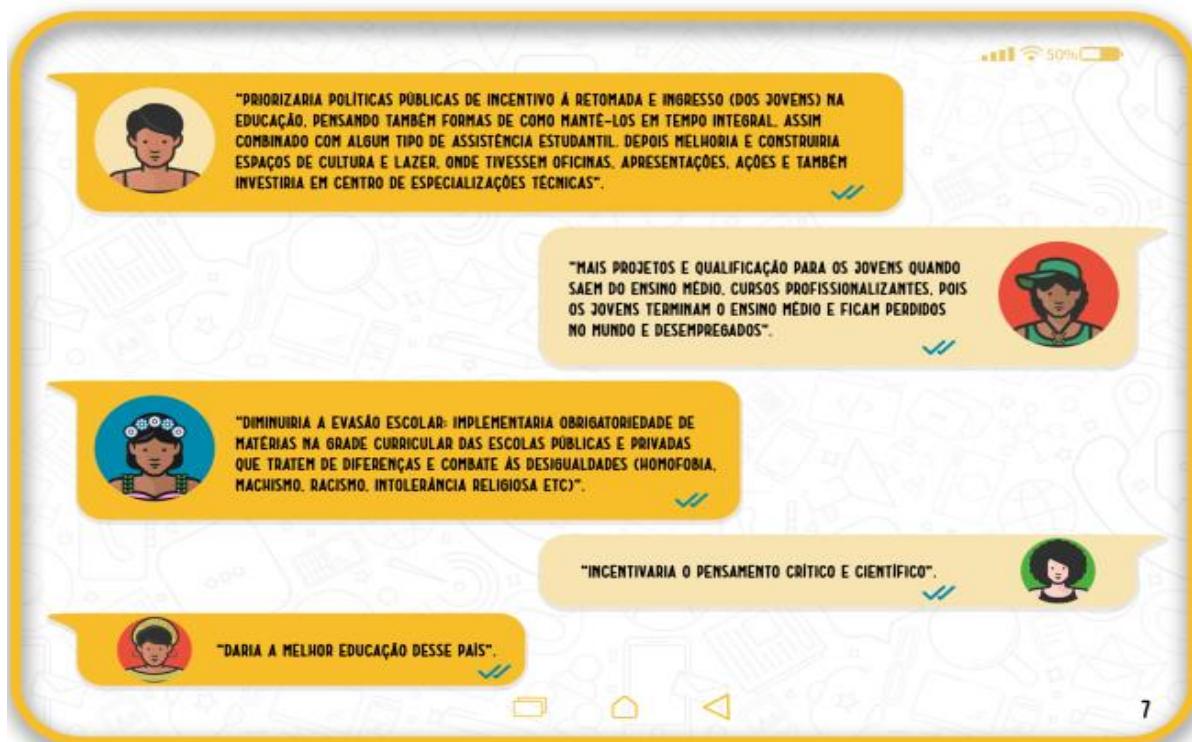 50%
"PRIORIZARIA POLÍTICAS PÚBLICAS DE INCENTIVO À RETOMADA E INGRESSO (DOS JOVENS) NA
EDUCAÇÃO, PENSANDO TAMBÉM FORMAS DE COMO MANTÊ-LOS EM TEMPO INTEGRAL, ASSIM
COMBINADO COM ALGUM TIPO DE ASSISTÊNCIA ESTUDANTIL. DEPOIS MELHORIA E CONSTRUIRIA
ESPAÇOS DE CULTURA E LAZER, ONDE TIVESSEM OFICINAS, APRESENTAÇÕES, AÇÕES E TAMBÉM
INVESTIRIA EM CENTRO DE ESPECIALIZAÇÕES TÉCNICAS".
"MAIS PROJETOS E QUALIFICAÇÃO PARA OS JOVENS QUANDO
SAEM DO ENSINO MÉDIO, CURSOS PROFISSIONALIZANTES, POIS
OS JOVENS TERMINAM O ENSINO MÉDIO E FICAM PERDIDOS
NO MUNDO E DESEMPREGADOS".
"DIMINUIRIA A EVASÃO ESCOLAR; IMPLEMENTARIA OBRIGATORIEDADE DE
MATÉRIAS NA GRADE CURRICULAR DAS ESCOLAS PÚBLICAS E PRIVADAS
QUE TRATEM DE DIFERENÇAS E COMBATE ÀS DESIGUALDADES (HOMOFOBIA,
MACHISMO, RACISMO, INTOLERÂNCIA RELIGIOSA ETC)".
"INCENTIVARIA O PENSAMENTO CRÍTICO E CIENTÍFICO".
"DARIA A MELHOR EDUCAÇÃO DESSE PAÍS".
7